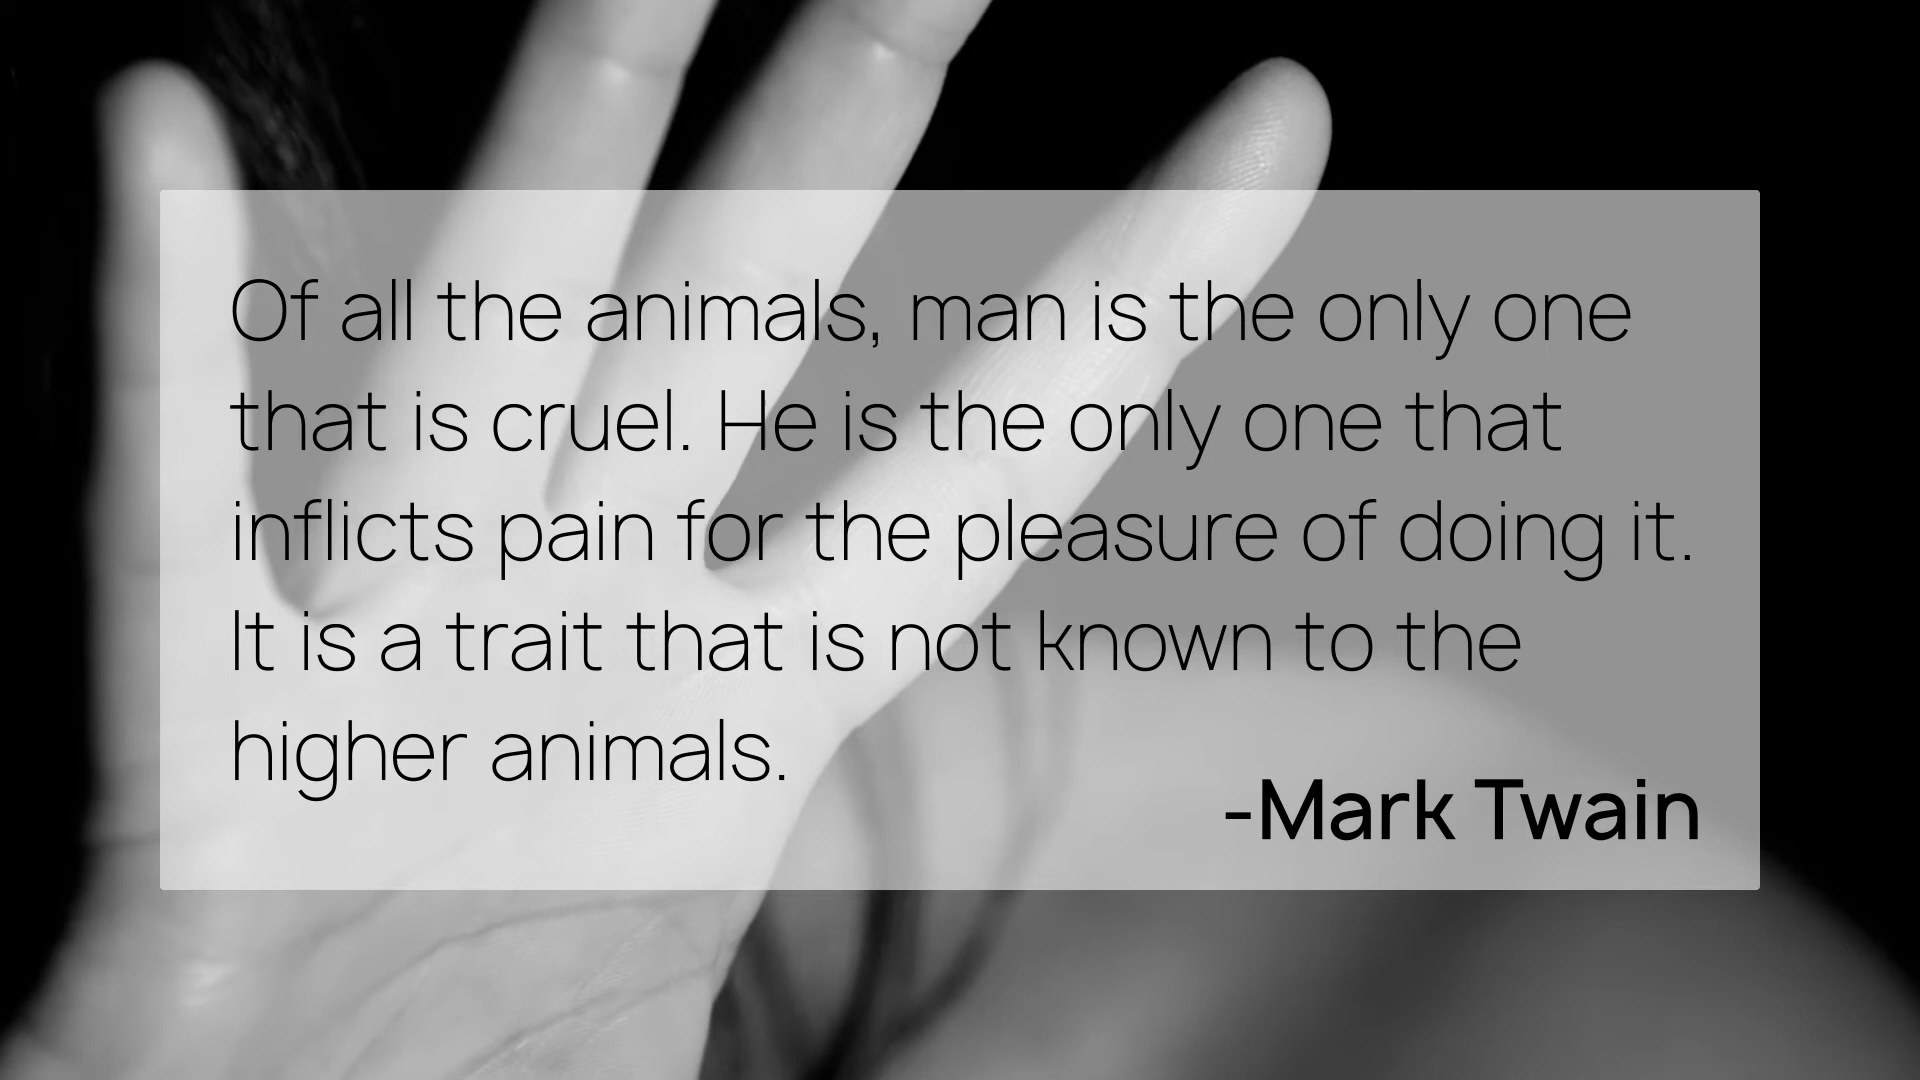 Of all the animals, man is the only one
that is cruel. He is the only one that
inflicts pain for the pleasure of doing it.
It is a trait that is not known to the
higher animals.
-Mark Twain